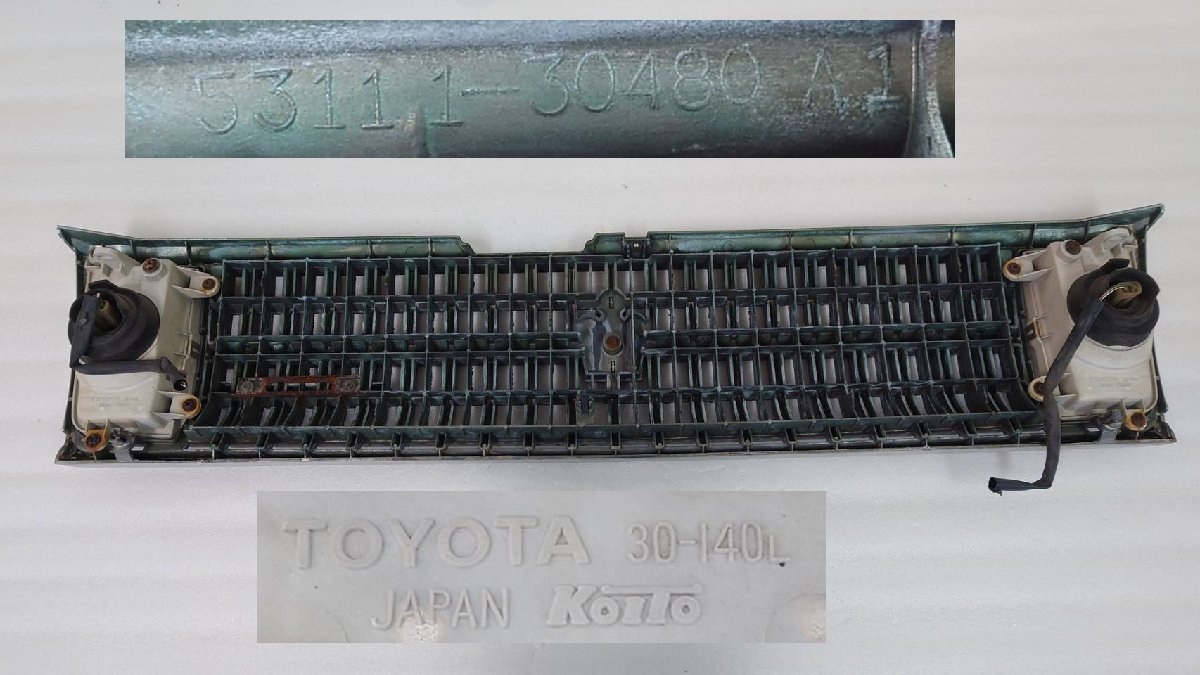 53111-30480 A1
TOYOTA 30-140L
JAPAN KOITO